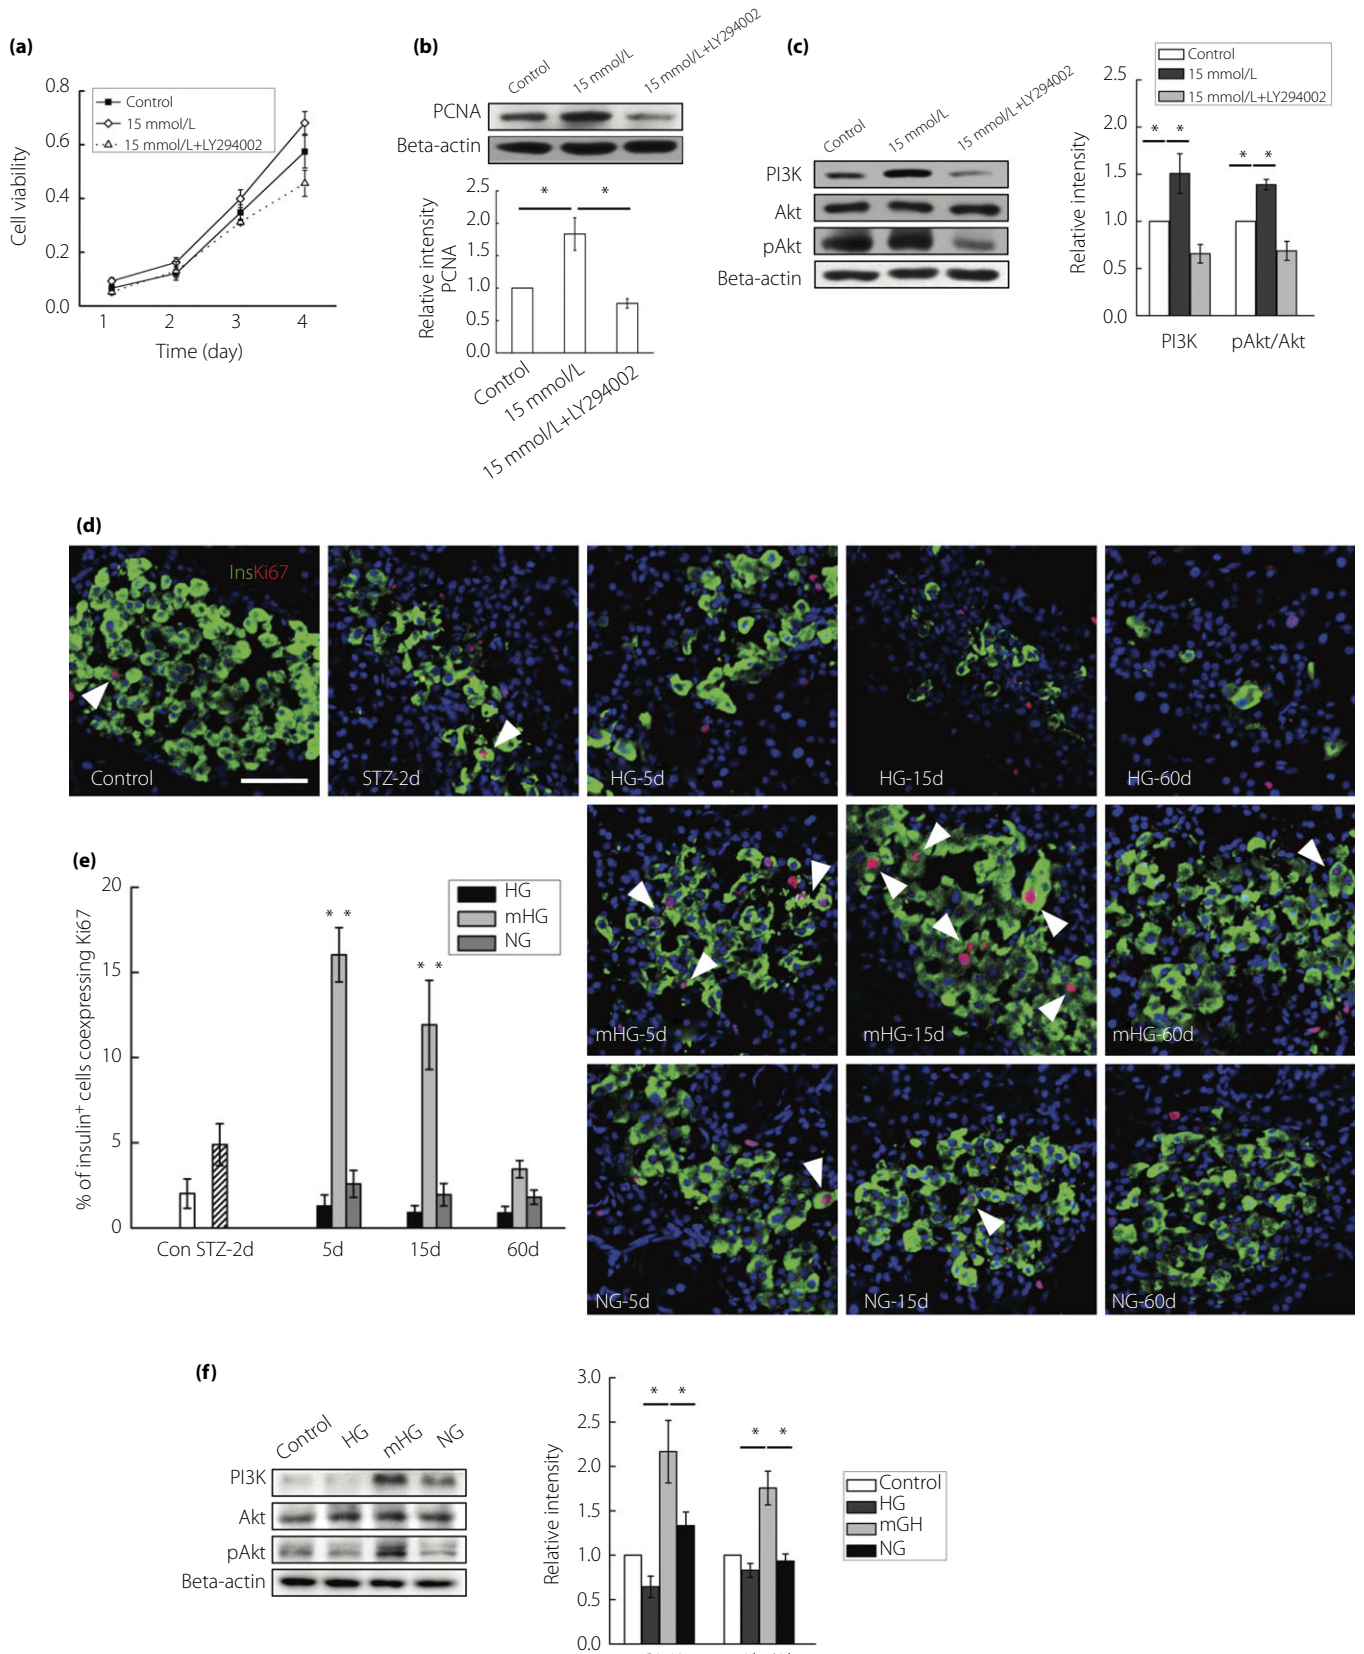 (a)
0.8
0.6
0.4
0.2
0.0
Cell viability
Control
15 mmol/L
15 mmol/L+LY294002
1 2 3 4
Time (day)
(b)
Control
15 mmol/L
15 mmol/L+LY294002
PCNA
Beta-actin
2.5
2.0
1.5
1.0
0.5
0.0
Relative intensity
PCNA
* *
Control
15 mmol/L
15 mmol/L+LY294002
(c)
Control
15 mmol/L
15 mmol/L+LY294002
PI3K
Akt
pAkt
Beta-actin
Control
15 mmol/L
15 mmol/L+LY294002
2.5
2.0
1.5
1.0
0.5
0.0
Relative intensity
* * * *
PI3K pAkt/Akt
(d)
InsKi67
Control
STZ-2d
HG-5d
HG-15d
HG-60d
mHG-5d
mHG-15d
mHG-60d
NG-5d
NG-15d
NG-60d
(e)
20
15
10
5
0
% of insulin+ cells coexpressing Ki67
HG
mHG
NG
* *
* *
Con STZ-2d 5d 15d 60d
(f)
Control HG mHG NG
PI3K
Akt
pAkt
Beta-actin
3.0
2.5
2.0
1.5
1.0
0.5
0.0
Relative intensity
* * * *
Control
HG
mGH
NG